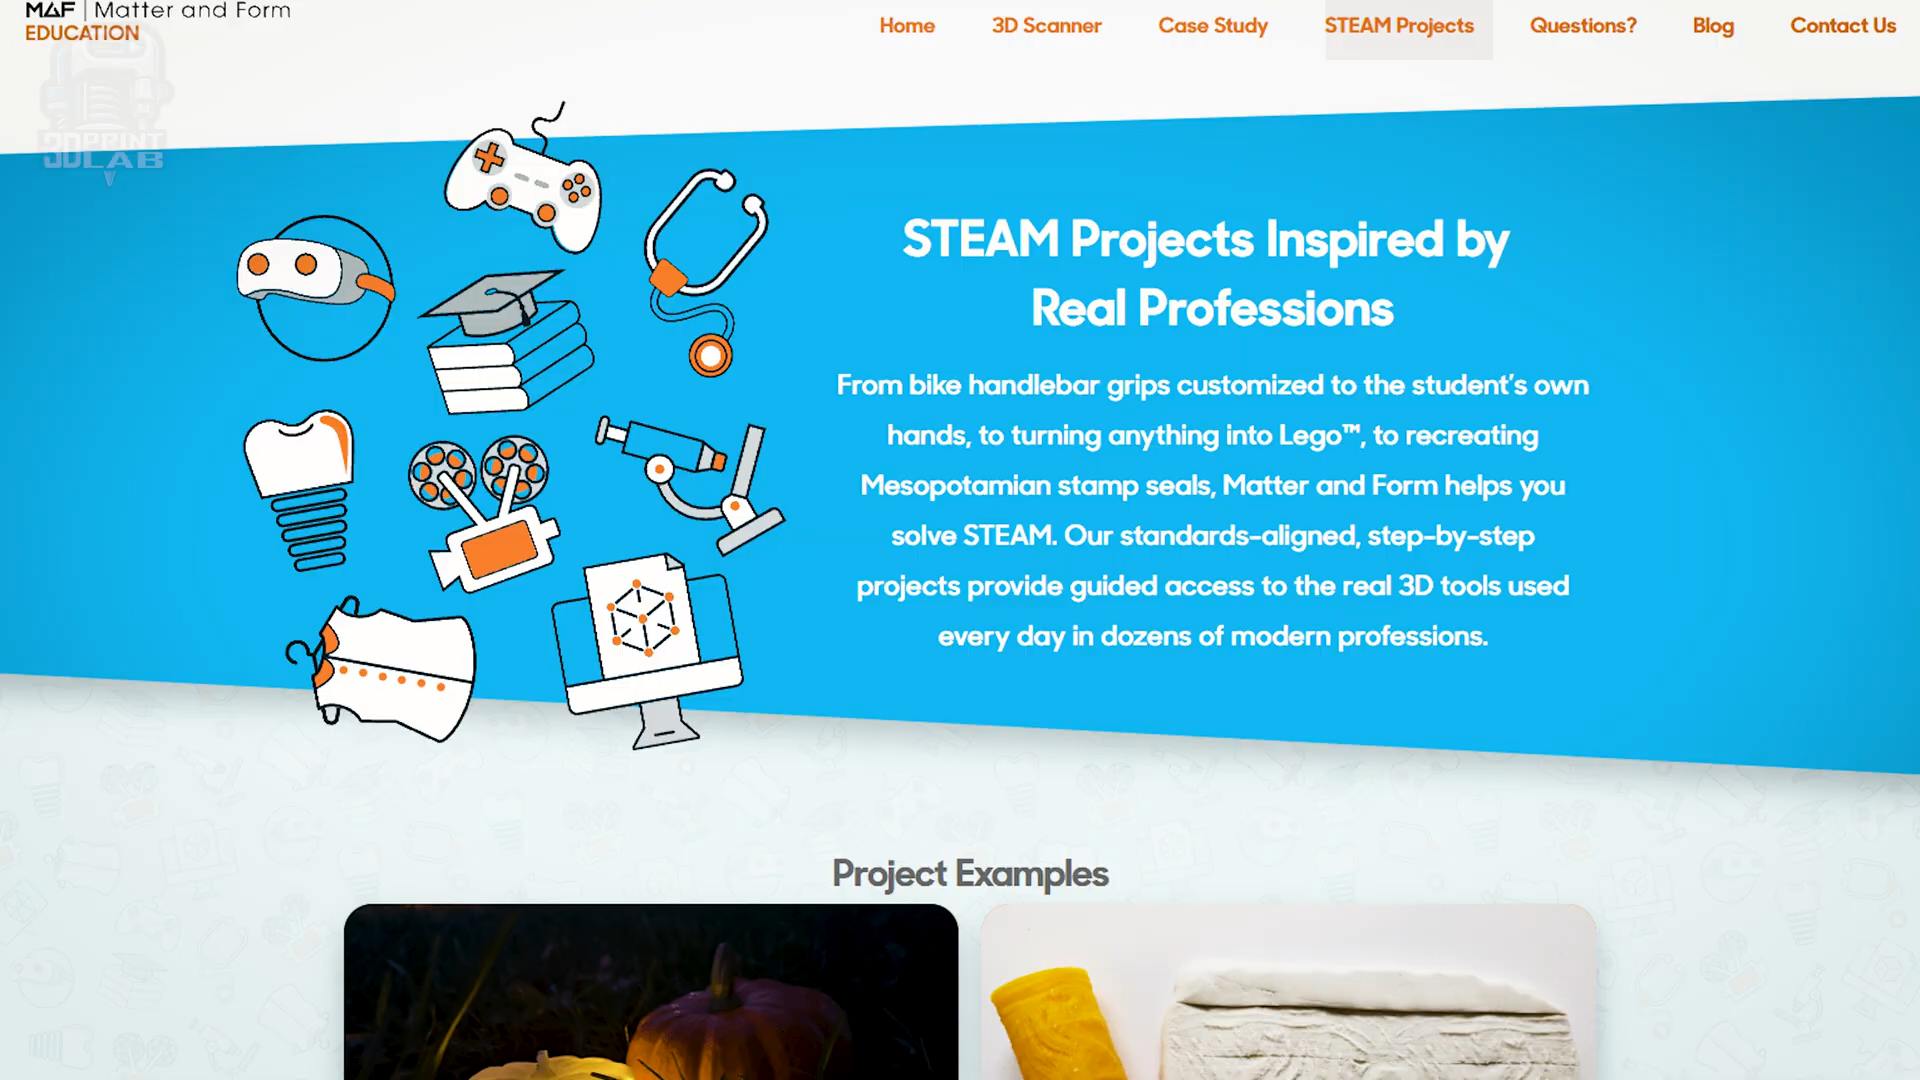 MAF | Matter and Form
EDUCATION
Home
3D Scanner
Case Study
STEAM Projects
Questions?
Blog
Contact Us
3DPRINT
3DLAB
STEAM Projects Inspired by
Real Professions
From bike handlebar grips customized to the student's own
hands, to turning anything into Lego™, to recreating
Mesopotamian stamp seals, Matter and Form helps you
solve STEAM. Our standards-aligned, step-by-step
projects provide guided access to the real 3D tools used
every day in dozens of modern professions.
Project Examples